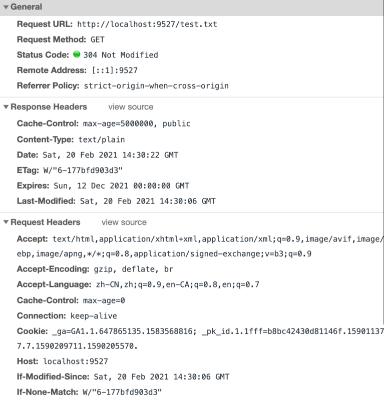 General
Request URL: http://localhost:9527/test.txt
Request Method: GET
Status Code: 304 Not Modified
Remote Address: [::1]:9527
Referrer Policy: strict-origin-when-cross-origin
Response Headers view source
Cache-Control: max-age=5000000, public
Content-Type: text/plain
Date: Sat, 20 Feb 2021 14:30:22 GMT
ETag: W/"6-177bfd903d3"
Expires: Sun, 12 Dec 2021 00:00:00 GMT
Last-Modified: Sat, 20 Feb 2021 14:30:06 GMT
Request Headers view source
Accept: text/html,application/xhtml+xml,application/xml;q=0.9,image/avif,image/
ebp,image/apng,*/*;q=0.8,application/signed-exchange;v=b3;q=0.9
Accept-Encoding: gzip, deflate, br
Accept-Language: zh-CN,zh;q=0.9,en-CA;q=0.8,en;q=0.7
Cache-Control: max-age=0
Connection: keep-alive
Cookie: _ga=GA1.1.647865135.1583568816; _pk_id.1.1fff=b8bc42430d81146f.15901137
7.7.1590209711.1590205570.
Host: localhost:9527
If-Modified-Since: Sat, 20 Feb 2021 14:30:06 GMT
If-None-Match: W/"6-177bfd903d3"